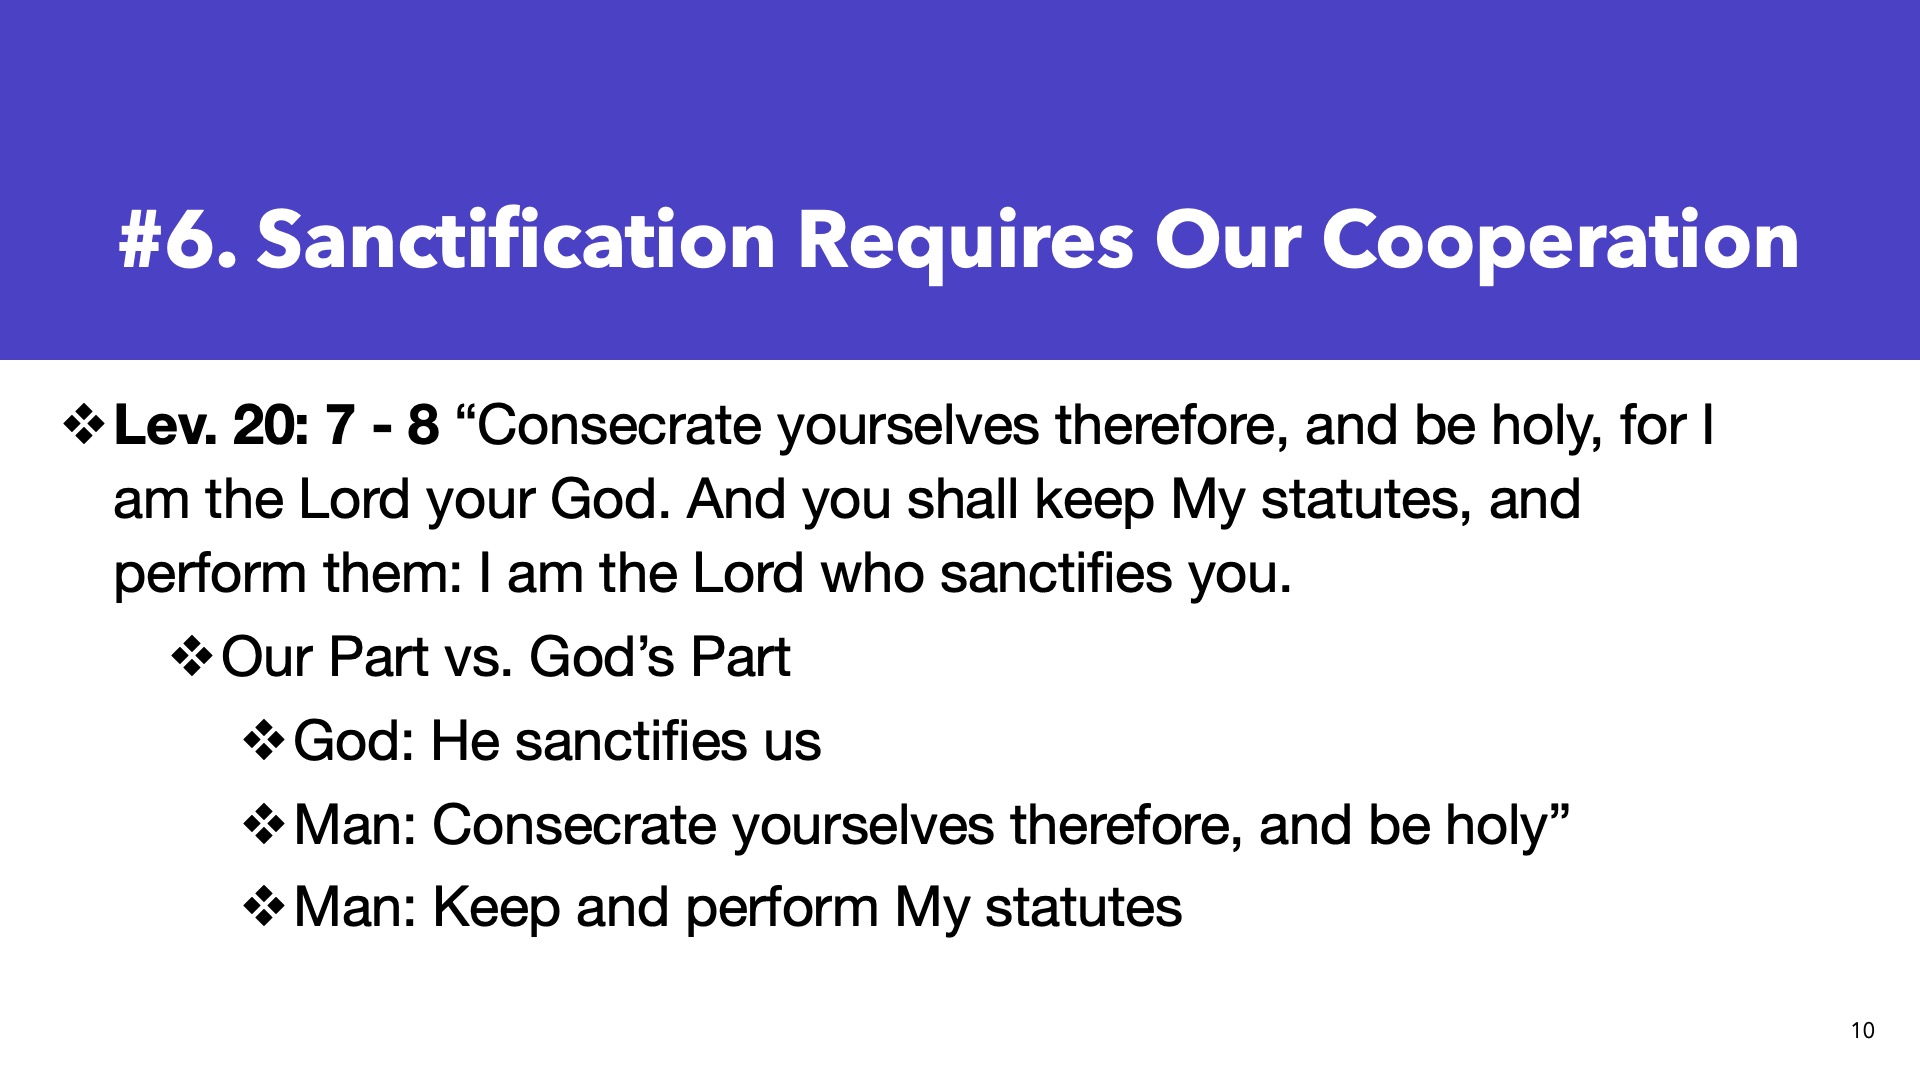 #6. Sanctification Requires Our Cooperation
❖Lev. 20: 7 - 8 “Consecrate yourselves therefore, and be holy, for I
am the Lord your God. And you shall keep My statutes, and
perform them: I am the Lord who sanctifies you.
❖Our Part vs. God’s Part
❖God: He sanctifies us
❖Man: Consecrate yourselves therefore, and be holy”
❖Man: Keep and perform My statutes
10